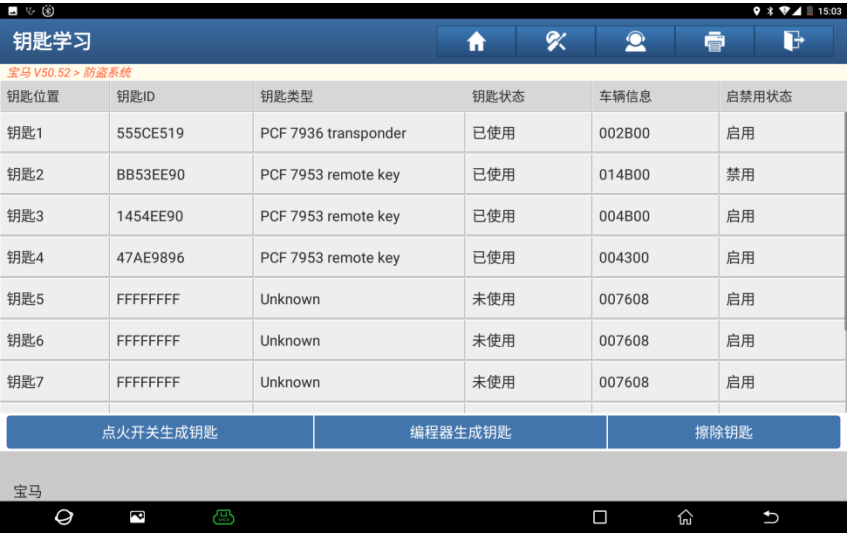 15:03
钥匙学习
宝马 V50.52 > 防盗系统
钥匙位置 钥匙ID 钥匙类型 钥匙状态 车辆信息 启禁用状态
钥匙1 555CE519 PCF 7936 transponder 已使用 002B00 启用
钥匙2 BB53EE90 PCF 7953 remote key 已使用 014B00 禁用
钥匙3 1454EE90 PCF 7953 remote key 已使用 004B00 启用
钥匙4 47AE9896 PCF 7953 remote key 已使用 004300 启用
钥匙5 FFFFFFFF Unknown 未使用 007608 启用
钥匙6 FFFFFFFF Unknown 未使用 007608 启用
钥匙7 FFFFFFFF Unknown 未使用 007608 启用
点火开关生成钥匙 编程器生成钥匙 擦除钥匙
宝马